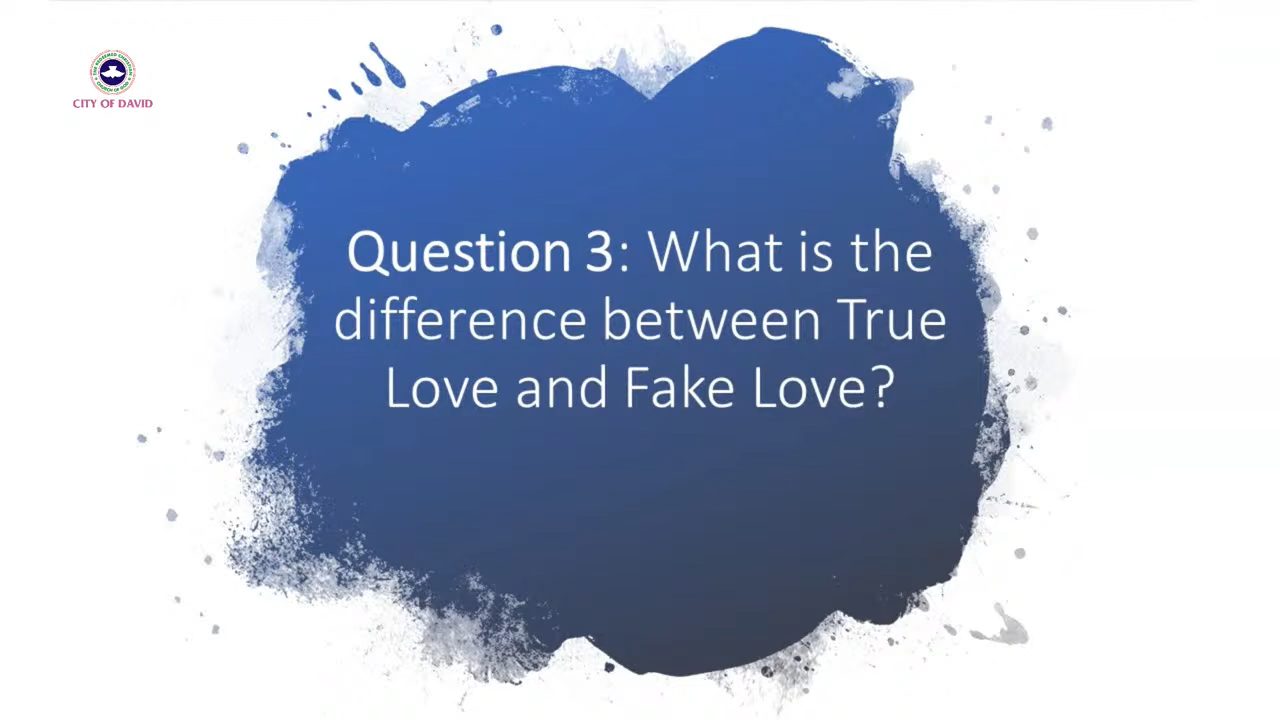 CITY OF DAVID
Question 3: What is the
difference between True
Love and Fake Love?